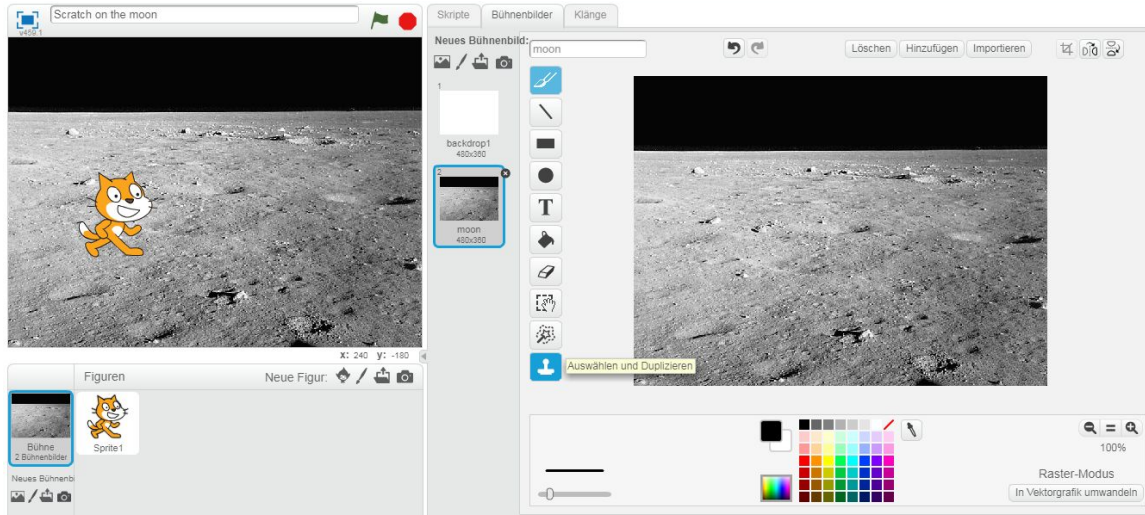 Scratch on the moon
v459.1
X: 240 y: -180
Figuren
Neue Figur:
Bühne
2 Bühnenbilder
Sprite1
Neues Bühnenbi
Skripte
Bühnenbilder
Klänge
Neues Bühnenbild:
1
backdrop1
480x360
2
moon
480x360
moon
Löschen
Hinzufügen
Importieren
T
Auswählen und Duplizieren
100%
Raster-Modus
In Vektorgrafik umwandeln